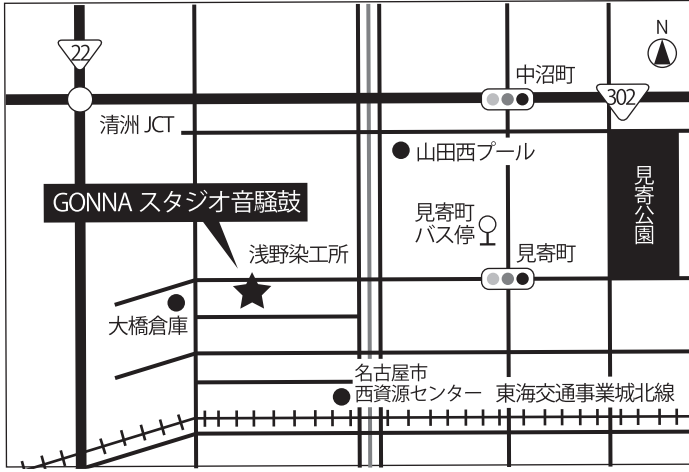 22
N
中沼町
302
清洲 JCT
山田西プール
見寄公園
GONNA スタジオ音騒鼓
見寄町
バス停
浅野染工所
見寄町
大橋倉庫
名古屋市
西資源センター
東海交通事業城北線